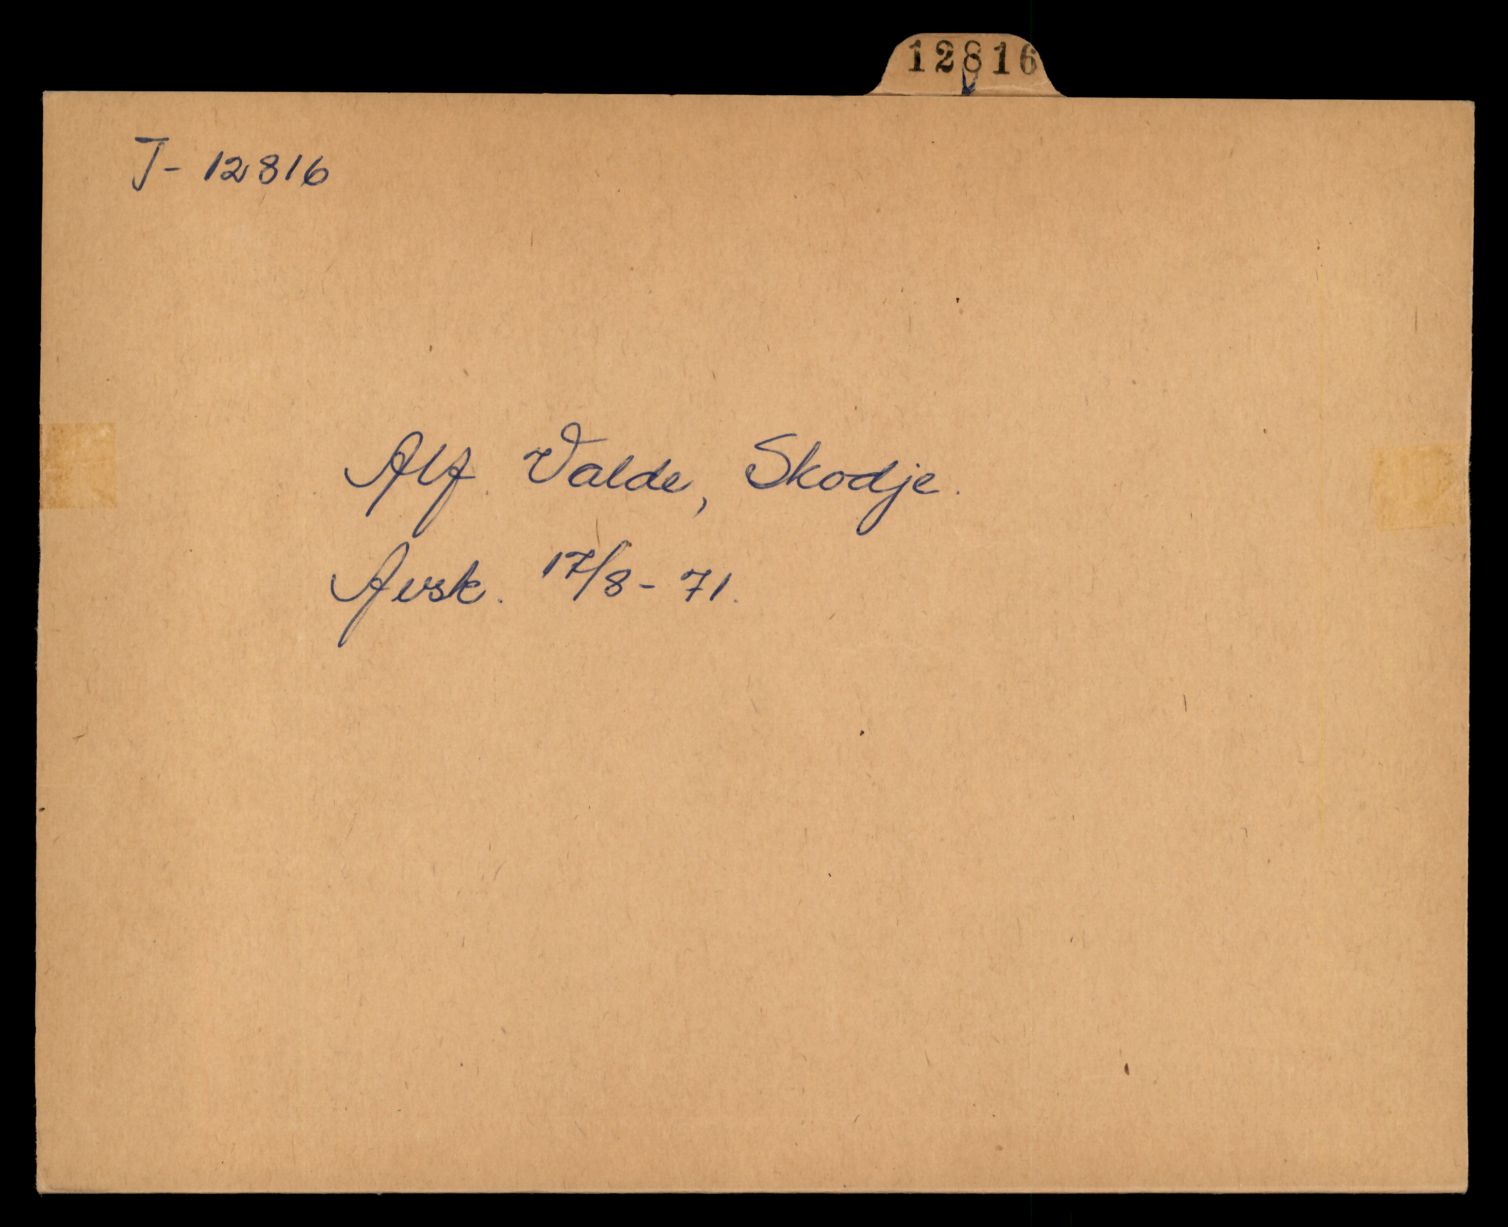 12816
J-12816
Alf Valde, Skodje.
Avsk. 17/8-71.